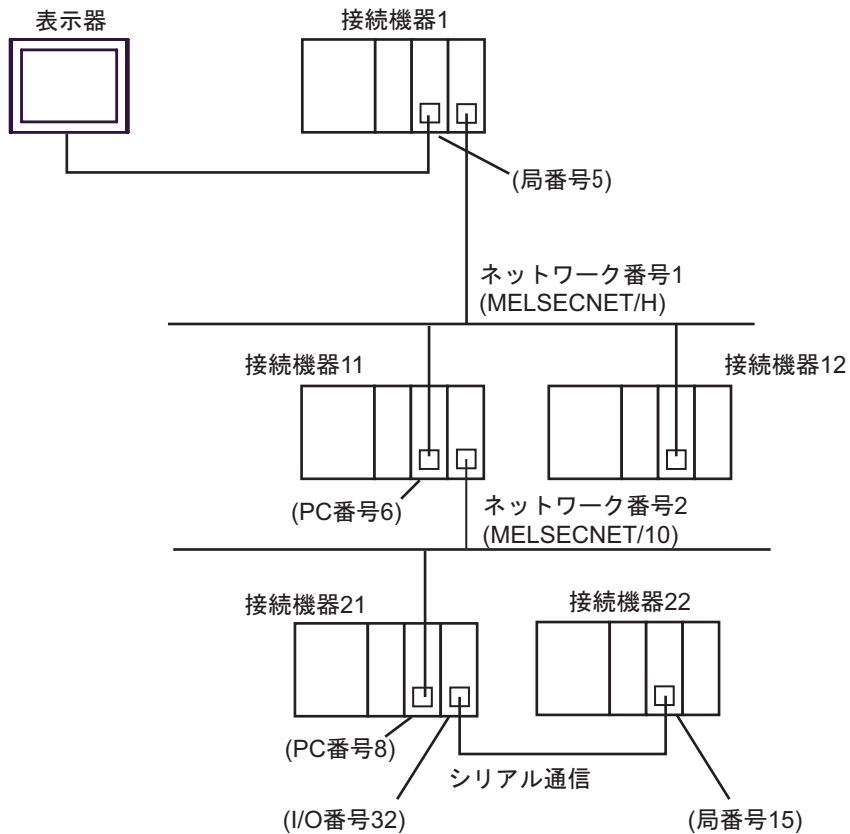 表示器
接続機器1
(局番号5)
ネットワーク番号1
(MELSECNET/H)
接続機器11
接続機器12
(PC番号6)
ネットワーク番号2
(MELSECNET/10)
接続機器21
接続機器22
(PC番号8)
シリアル通信
(I/O番号32)
(局番号15)